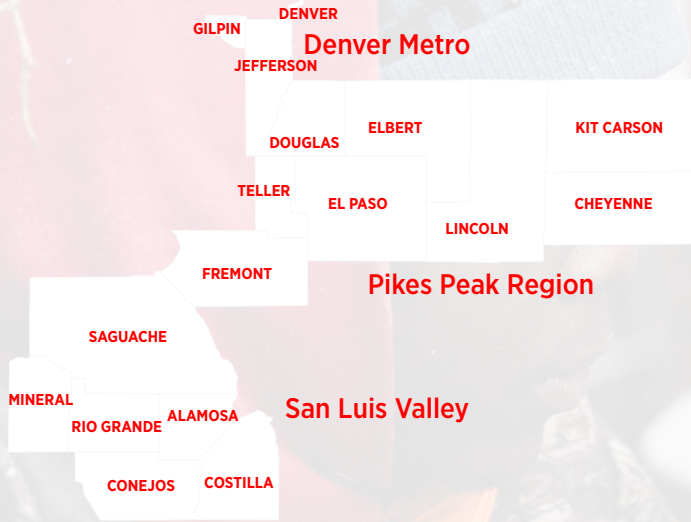 DENVER
GILPIN
Denver Metro
JEFFERSON
ELBERT
KIT CARSON
DOUGLAS
TELLER
EL PASO
CHEYENNE
LINCOLN
FREMONT
Pikes Peak Region
SAGUACHE
MINERAL
San Luis Valley
ALAMOSA
RIO GRANDE
CONEJOS
COSTILLA